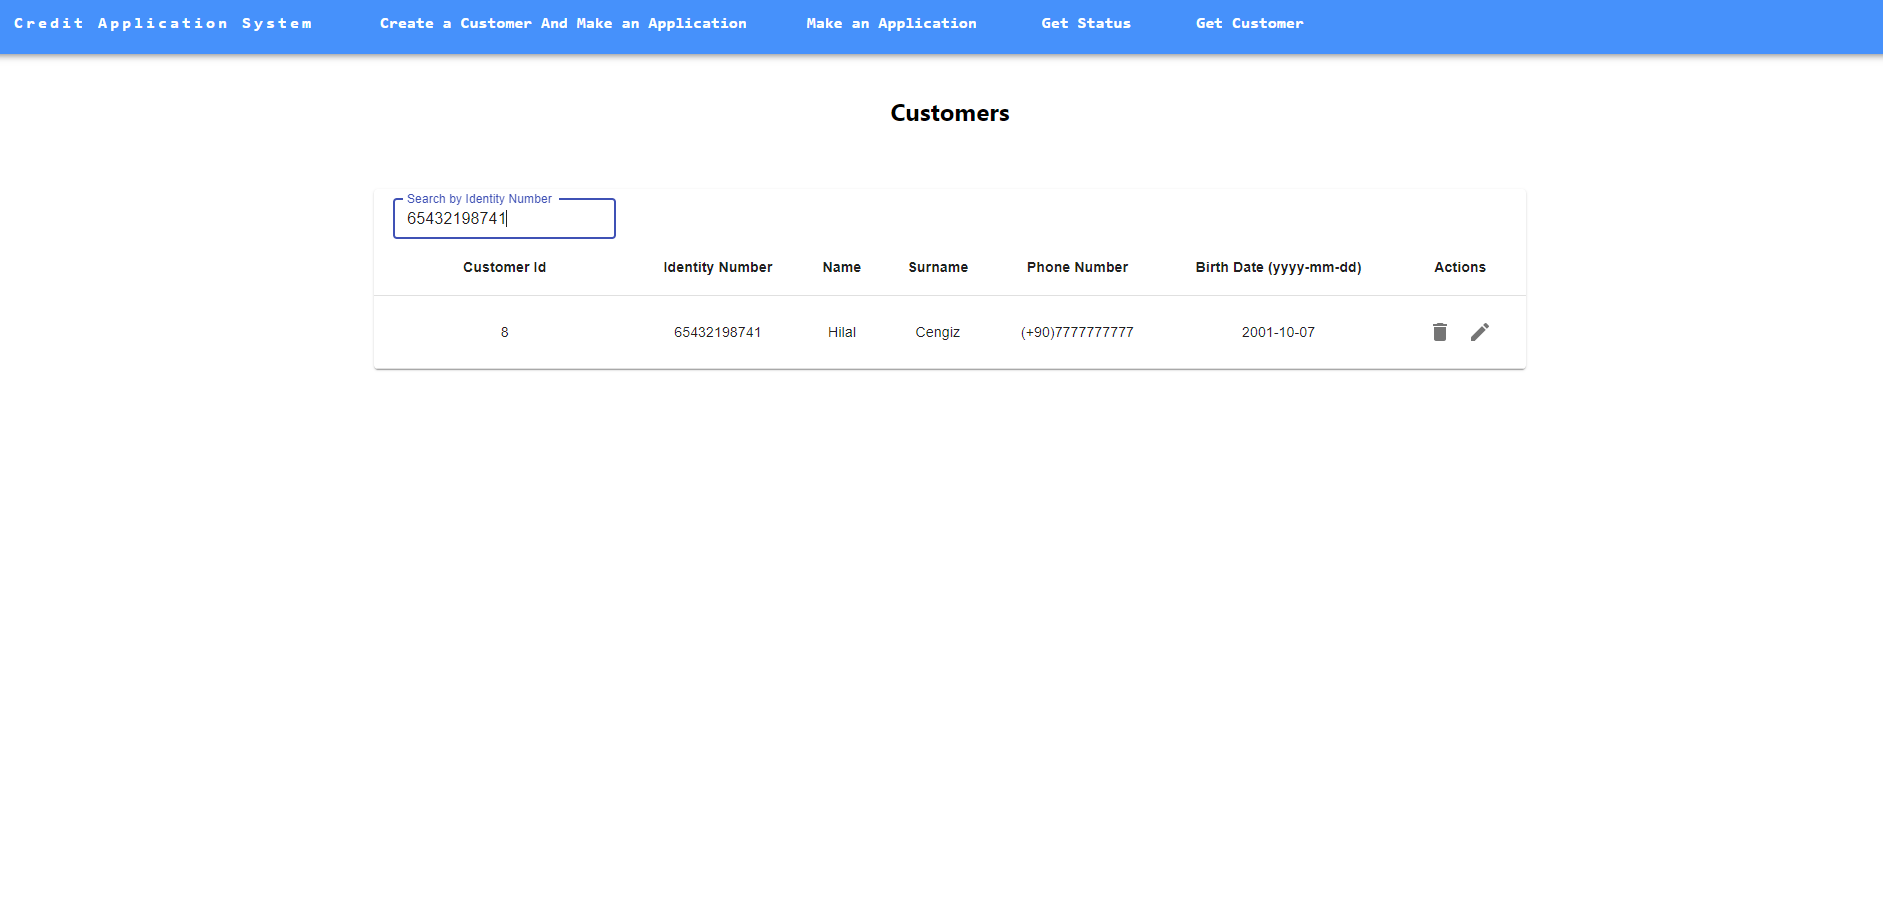 Credit Application System Create a Customer And Make an Application Make an Application Get Status Get Customer
Customers
Search by Identity Number
65432198741
Customer Id Identity Number Name Surname Phone Number Birth Date (yyyy-mm-dd) Actions
8 65432198741 Hilal Cengiz (+90)7777777777 2001-10-07